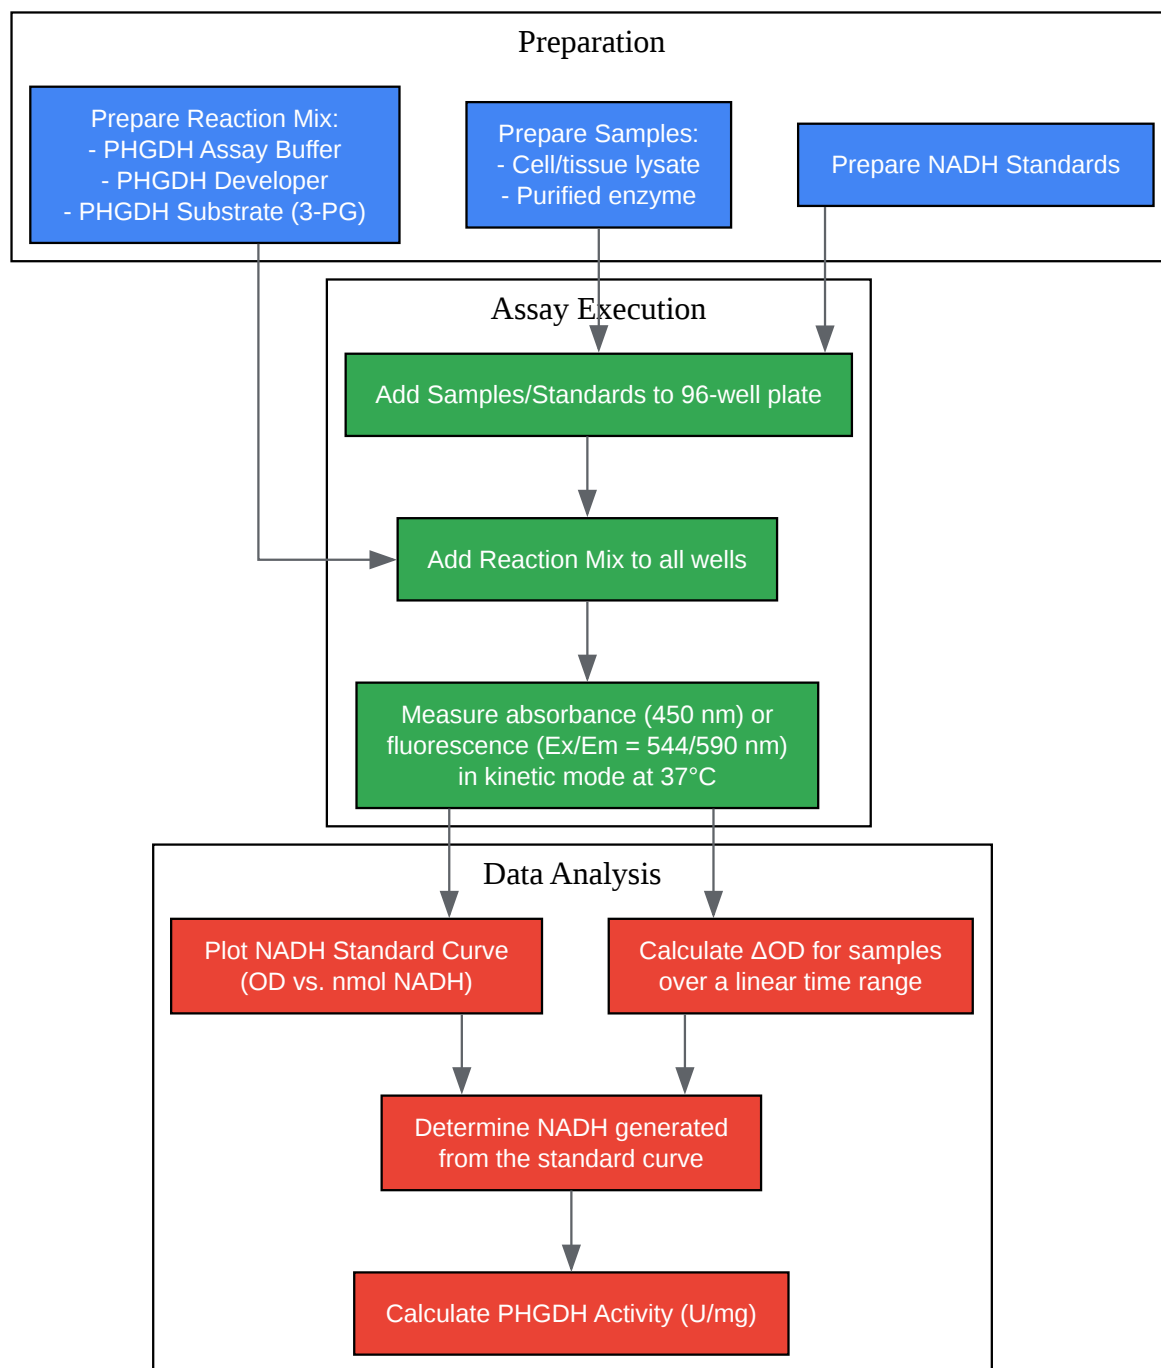 Preparation
Prepare Reaction Mix:
- PHGDH Assay Buffer
- PHGDH Developer
- PHGDH Substrate (3-PG)
Prepare Samples:
- Cell/tissue lysate
- Purified enzyme
Prepare NADH Standards
Assay Execution
Add Samples/Standards to 96-well plate
Add Reaction Mix to all wells
Measure absorbance (450 nm) or
fluorescence (Ex/Em = 544/590 nm)
in kinetic mode at 37°C
Data Analysis
Plot NADH Standard Curve
(OD vs. nmol NADH)
Calculate ΔOD for samples
over a linear time range
Determine NADH generated
from the standard curve
Calculate PHGDH Activity (U/mg)